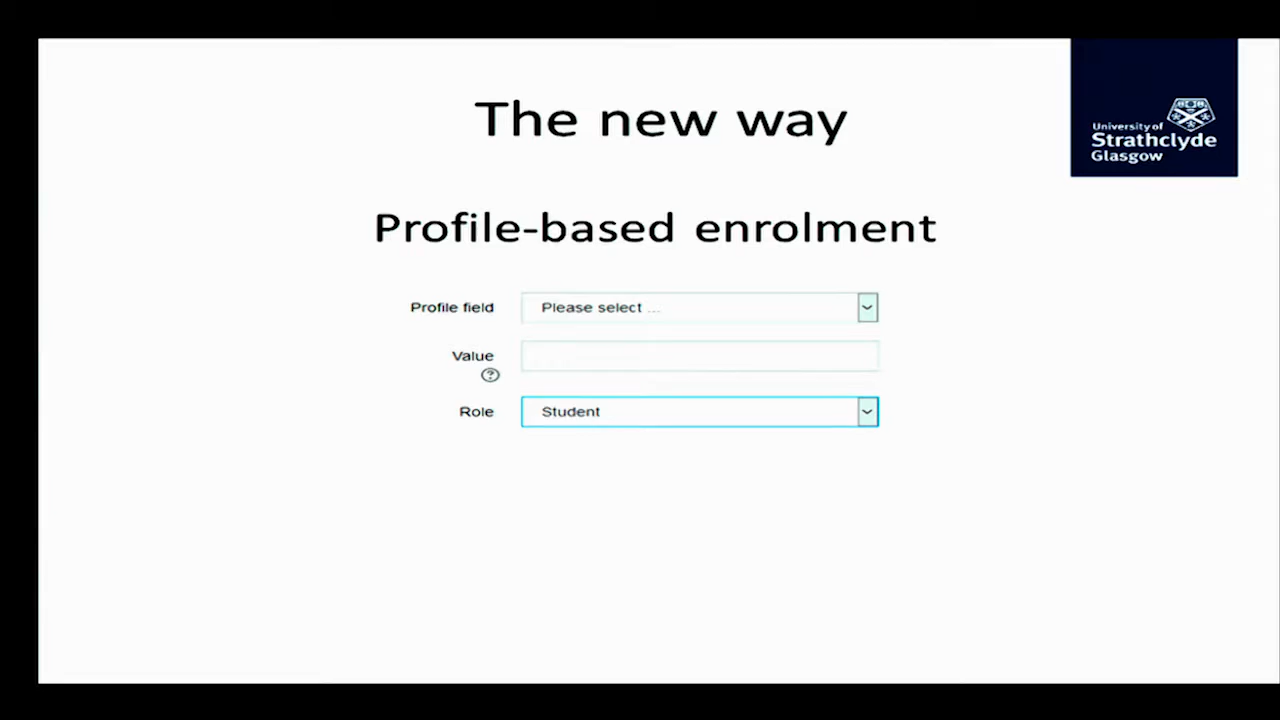 The new way
University of
Strathclyde
Glasgow
Profile-based enrolment
Profile field
Please select ...
Value
?
Role
Student